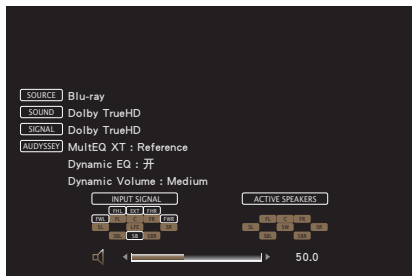 SOURCE Blu-ray
SOUND Dolby TrueHD
SIGNAL Dolby TrueHD
AUDYSSEY MultEQ XT : Reference
Dynamic EQ : 开
Dynamic Volume : Medium
INPUT SIGNAL ACTIVE SPEAKERS
FHL EXT FHR
FWL FL C FR FWR FL C FR
SL LFE SR SL SW SR
SBL SB SBR SBL SBR
50.0